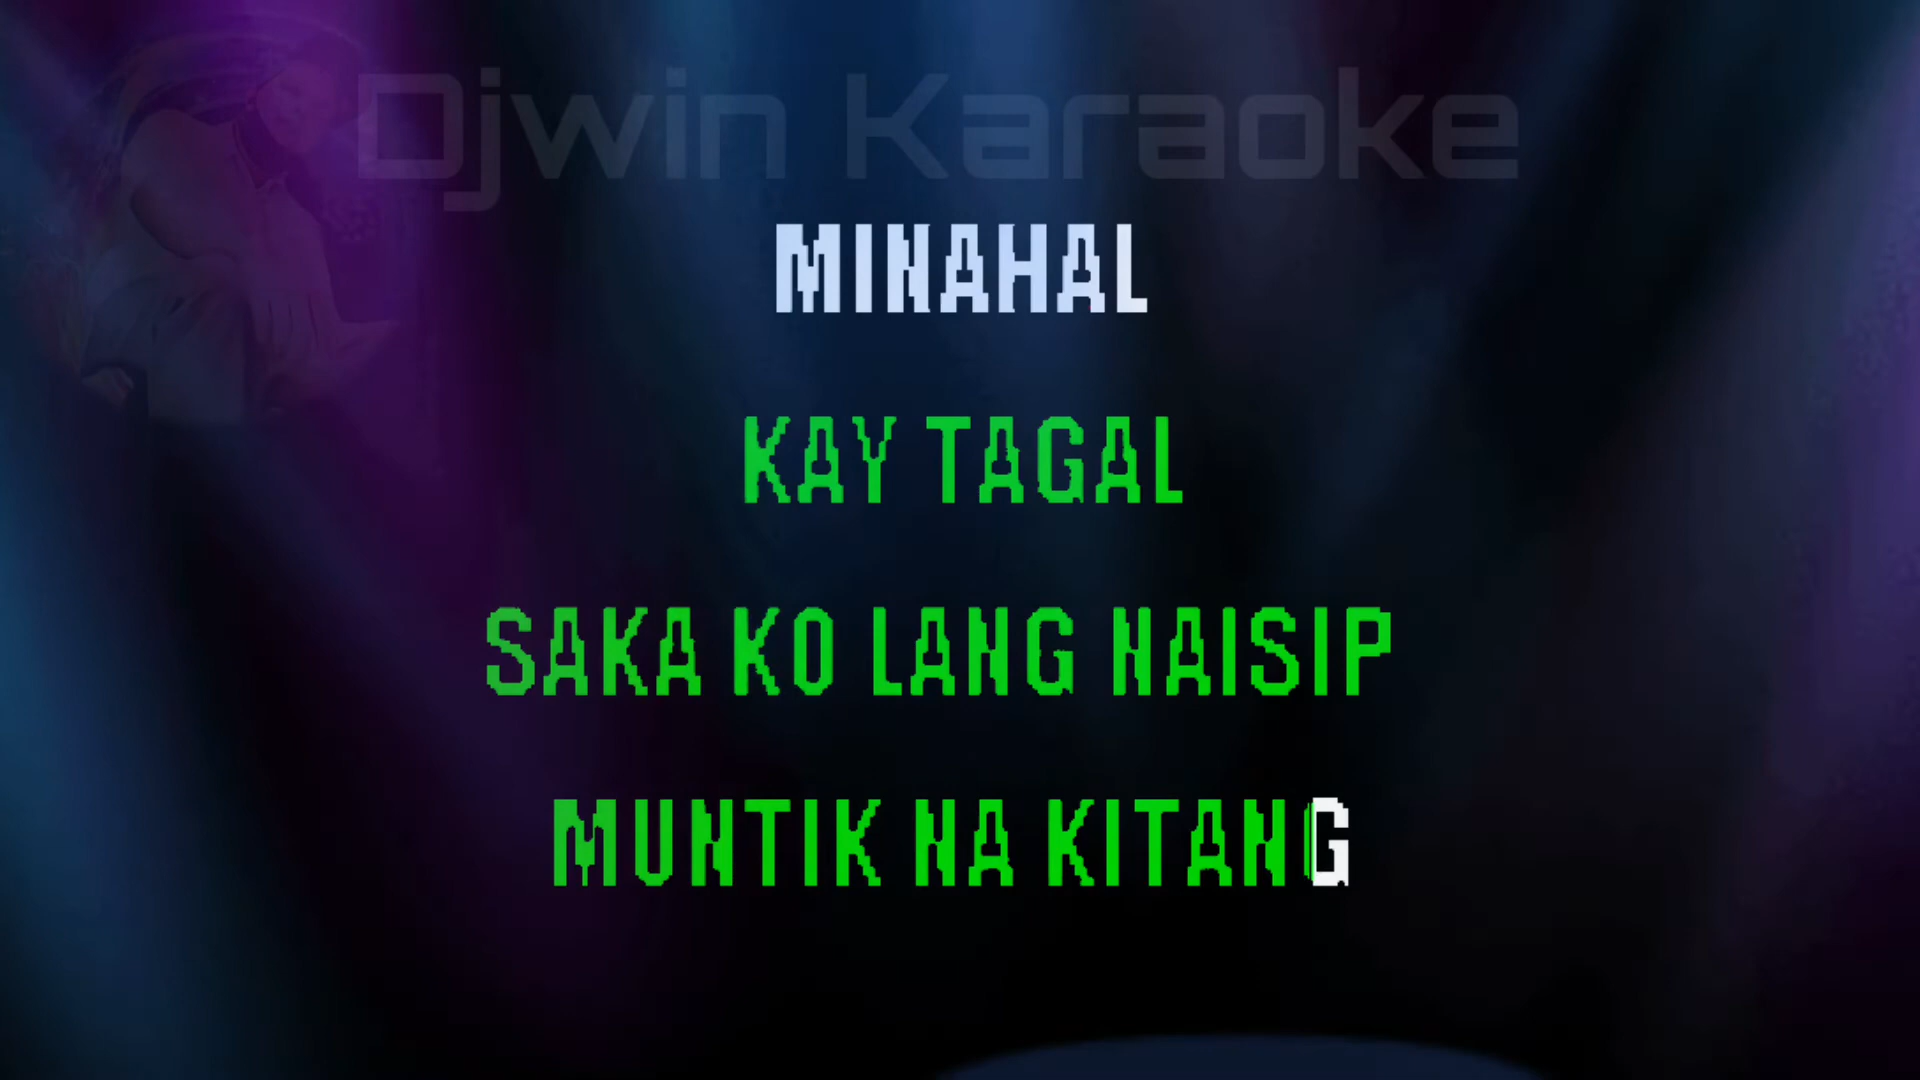 Djwin Karaoke
MINAHAL
KAY TAGAL
SAKA KO LANG NAISIP
MUNTIK NA KITANG